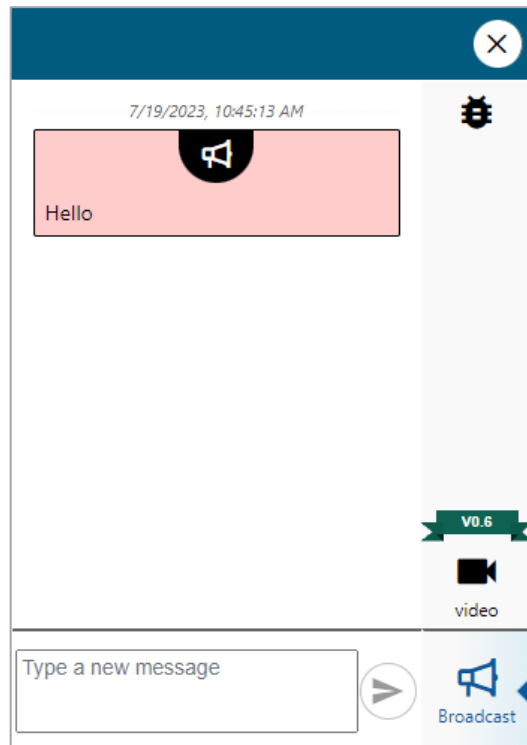 7/19/2023, 10:45:13 AM
Hello
V0.6
video
Type a new message
Broadcast